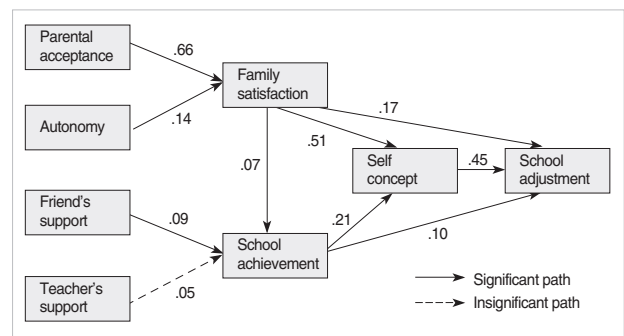 Parental
acceptance
.66
Family
satisfaction
.17
Autonomy
.14
.51
.07
Self
concept
.45
School
adjustment
Friend's
support
.09
.21
School
achievement
.10
Teacher's
support
.05
Significant path
Insignificant path